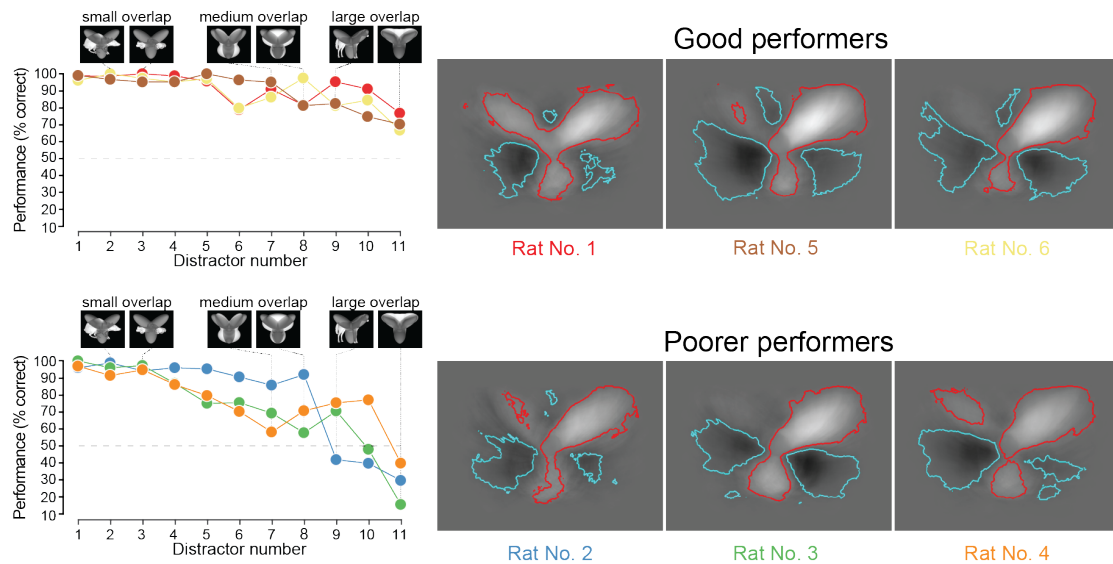 small overlap
medium overlap
large overlap
Good performers
100
90
80
70
60
50
40
30
20
10
Performance (% correct)
1 2 3 4 5 6 7 8 9 10 11
Distractor number
Rat No. 1
Rat No. 5
Rat No. 6
small overlap
medium overlap
large overlap
Poorer performers
100
90
80
70
60
50
40
30
20
10
Performance (% correct)
1 2 3 4 5 6 7 8 9 10 11
Distractor number
Rat No. 2
Rat No. 3
Rat No. 4